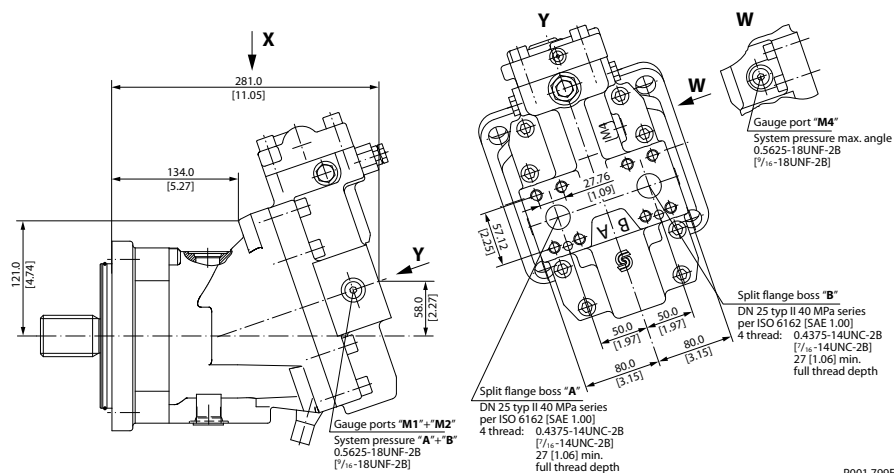 X
281.0
[11.05]
134.0
[5.27]
121.0
[4.74]
Y
58.0
[2.27]
Gauge ports "M1"+"M2"
System pressure "A"+"B"
0.5625-18UNF-2B
[9/16-18UNF-2B]
Y
W
M4
27.76
[1.09]
57.12
[2.25]
B A
50.0
[1.97]
50.0
[1.97]
80.0
[3.15]
80.0
[3.15]
Split flange boss "A"
DN 25 typ II 40 MPa series
per ISO 6162 [SAE 1.00]
4 thread: 0.4375-14UNC-2B
[7/16-14UNC-2B]
27 [1.06] min.
full thread depth
W
Gauge port "M4"
System pressure max. angle
0.5625-18UNF-2B
[9/16-18UNF-2B]
Split flange boss "B"
DN 25 typ II 40 MPa series
per ISO 6162 [SAE 1.00]
4 thread: 0.4375-14UNC-2B
[7/16-14UNC-2B]
27 [1.06] min.
full thread depth